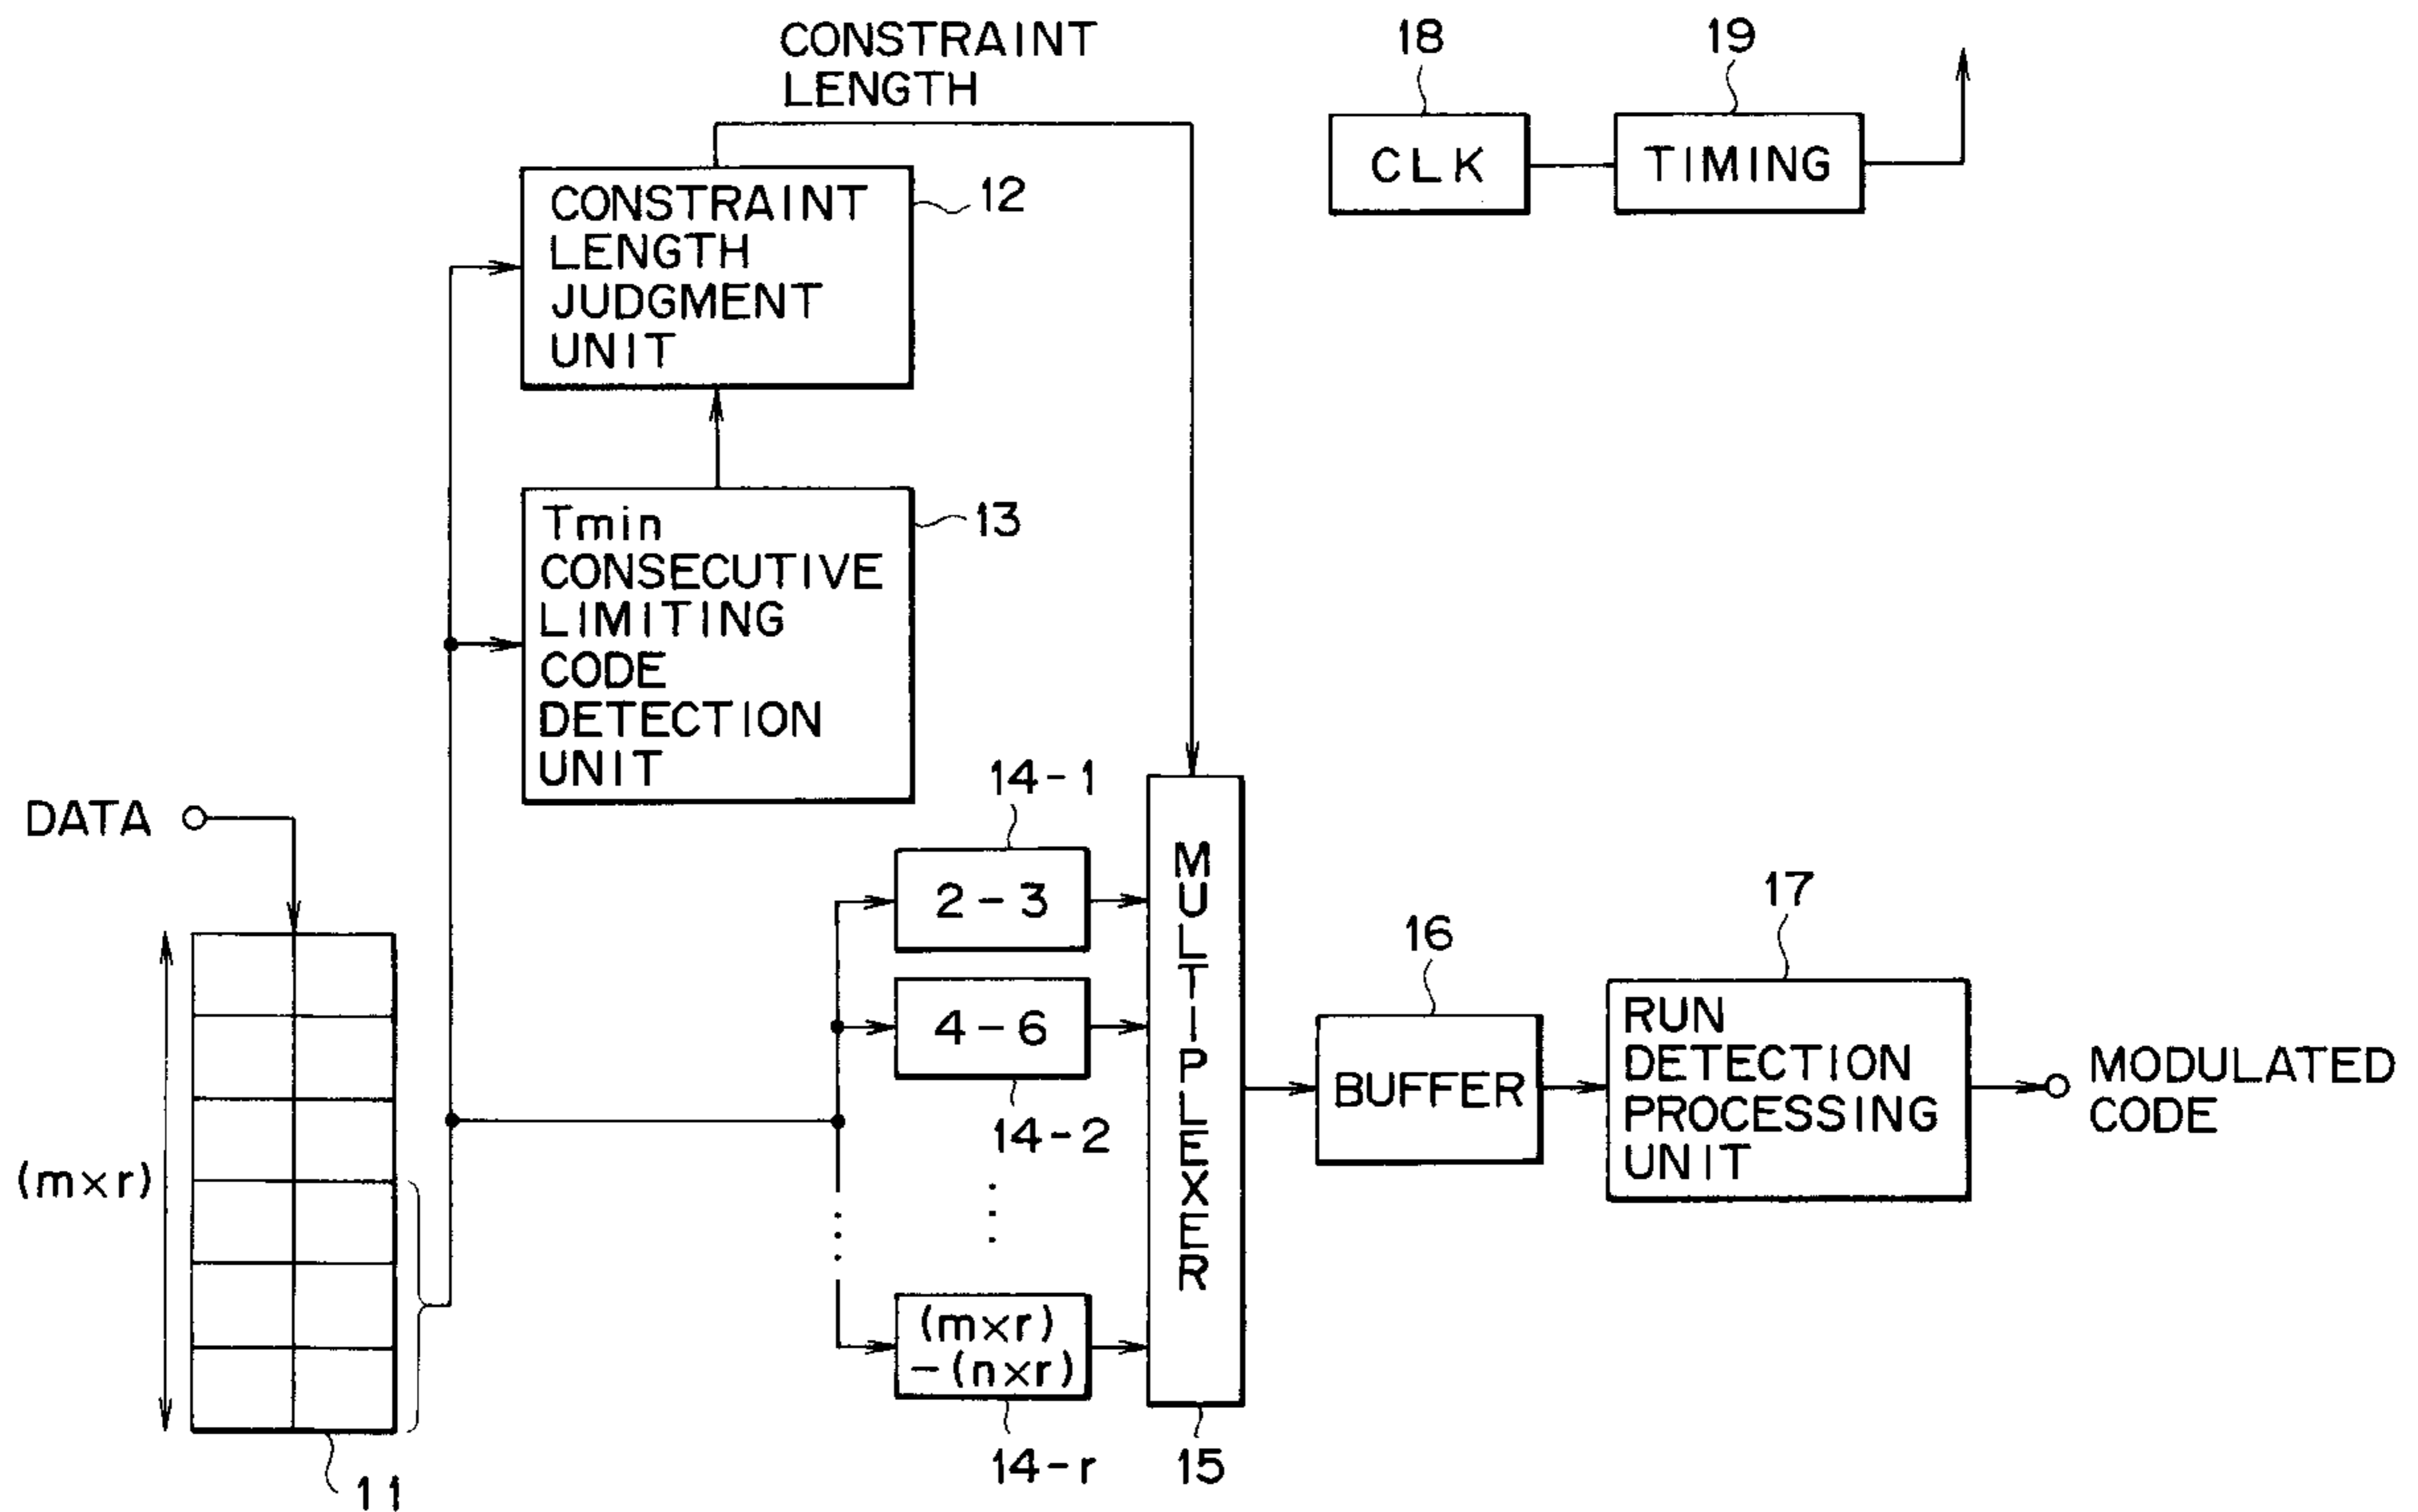 CONSTRAINT
LENGTH
18
19
CLK
TIMING
CONSTRAINT
LENGTH
JUDGMENT
UNIT
12
Tmin
CONSECUTIVE
LIMITING
CODE
DETECTION
UNIT
13
DATA
14-1
2-3
4-6
14-2
(m×r)
-(n×r)
14-r
MULTIPLEXER
15
16
BUFFER
17
RUN
DETECTION
PROCESSING
UNIT
MODULATED
CODE
(m×r)
11